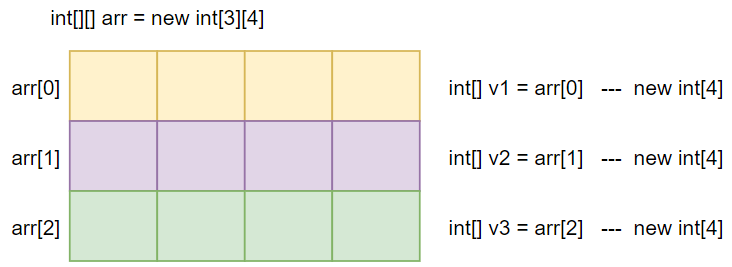 int[][] arr = new int[3][4]
arr[0] int[] v1 = arr[0] --- new int[4]
arr[1] int[] v2 = arr[1] --- new int[4]
arr[2] int[] v3 = arr[2] --- new int[4]